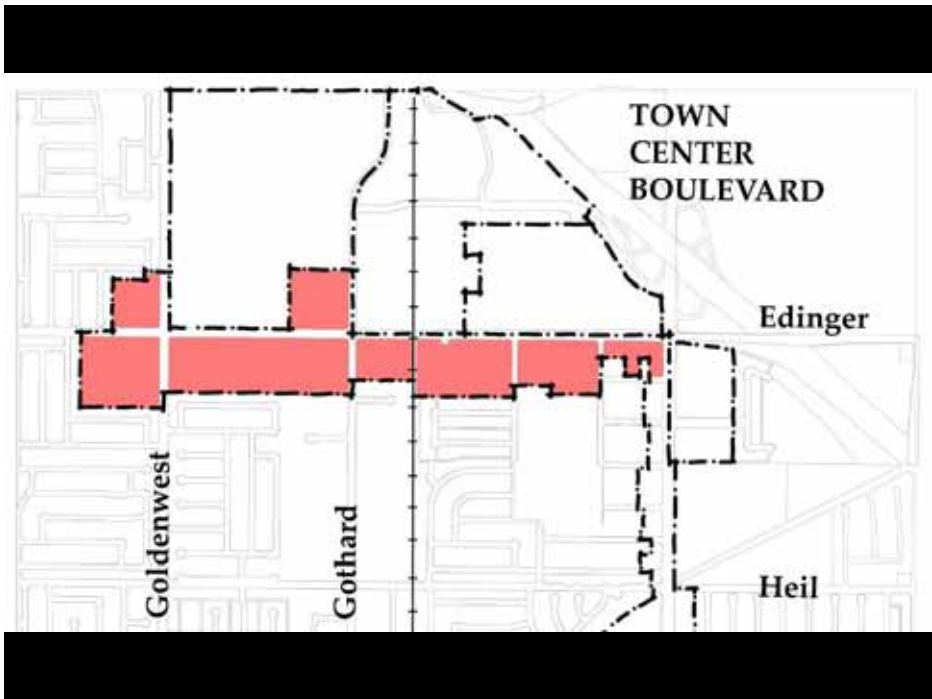 TOWN
CENTER
BOULEVARD
Edinger
Goldenwest
Gothard
Heil